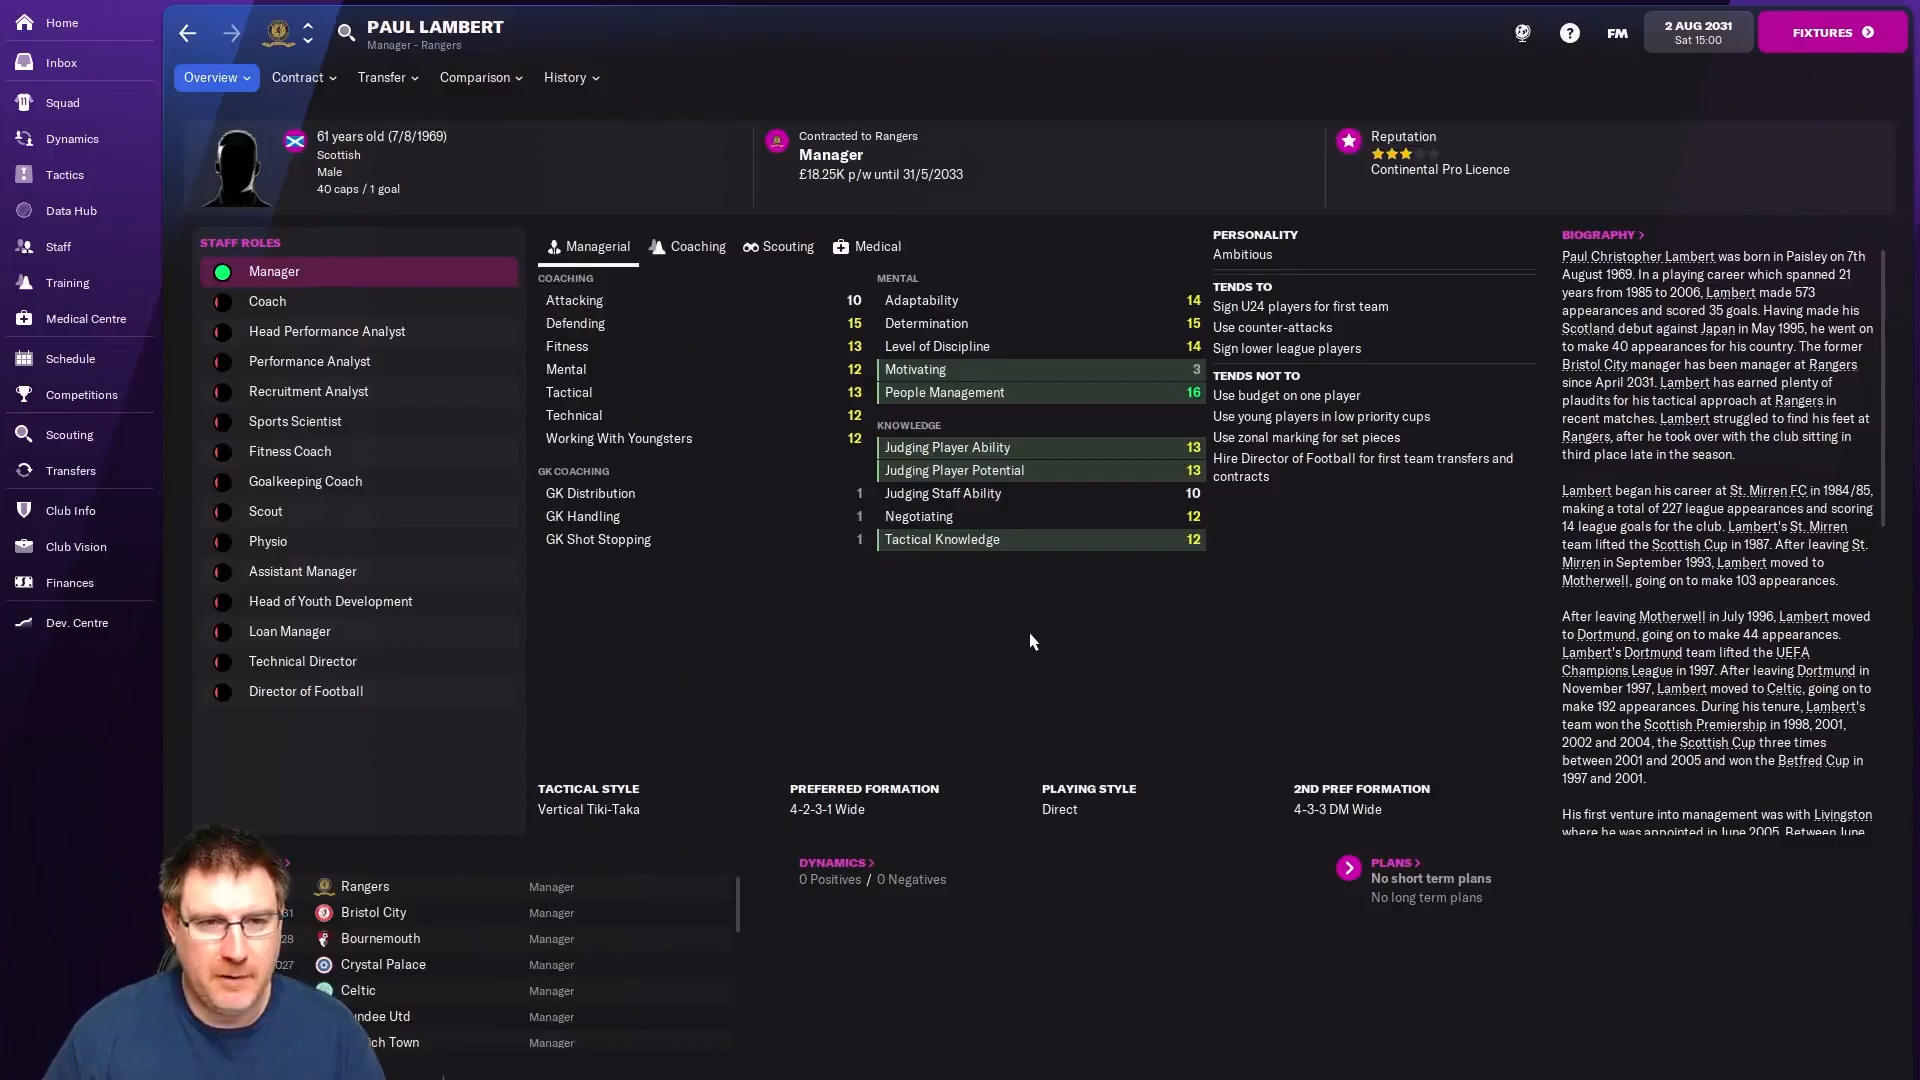 Home
Inbox
Squad
Dynamics
Tactics
Data Hub
Staff
Training
Medical Centre
Schedule
Competitions
Scouting
Transfers
Club Info
Club Vision
Finances
Dev. Centre
PAUL LAMBERT
Manager - Rangers
FM
2 AUG 2031
Sat 15:00
FIXTURES
Overview
Contract
Transfer
Comparison
History
61 years old (7/8/1969)
Scottish
Male
40 caps / 1 goal
Contracted to Rangers
Manager
£18.25K p/w until 31/5/2033
Reputation
Continental Pro Licence
STAFF ROLES
Manager
Coach
Head Performance Analyst
Performance Analyst
Recruitment Analyst
Sports Scientist
Fitness Coach
Goalkeeping Coach
Scout
Physio
Assistant Manager
Head of Youth Development
Loan Manager
Technical Director
Director of Football
Managerial
Coaching
Scouting
Medical
COACHING
Attacking 10
Defending 15
Fitness 13
Mental 12
Tactical 13
Technical 12
Working With Youngsters 12
GK COACHING
GK Distribution 1
GK Handling 1
GK Shot Stopping 1
MENTAL
Adaptability 14
Determination 15
Level of Discipline 14
Motivating 3
People Management 16
KNOWLEDGE
Judging Player Ability 13
Judging Player Potential 13
Judging Staff Ability 10
Negotiating 12
Tactical Knowledge 12
PERSONALITY
Ambitious
TENDS TO
Sign U24 players for first team
Use counter-attacks
Sign lower league players
TENDS NOT TO
Use budget on one player
Use young players in low priority cups
Use zonal marking for set pieces
Hire Director of Football for first team transfers and
contracts
BIOGRAPHY >
Paul Christopher Lambert was born in Paisley on 7th
August 1969. In a playing career which spanned 21
years from 1985 to 2006, Lambert made 573
appearances and scored 35 goals. Having made his
Scotland debut against Japan in May 1995, he went on
to make 40 appearances for his country. The former
Bristol City manager has been manager at Rangers
since April 2031. Lambert has earned plenty of
plaudits for his tactical approach at Rangers in
recent matches. Lambert struggled to find his feet at
Rangers, after he took over with the club sitting in
third place late in the season.
Lambert began his career at St. Mirren FC in 1984/85,
making a total of 227 league appearances and scoring
14 league goals for the club. Lambert's St. Mirren
team lifted the Scottish Cup in 1987. After leaving St.
Mirren in September 1993, Lambert moved to
Motherwell, going on to make 103 appearances.
After leaving Motherwell in July 1996, Lambert moved
to Dortmund, going on to make 44 appearances.
Lambert's Dortmund team lifted the UEFA
Champions League in 1997. After leaving Dortmund in
November 1997, Lambert moved to Celtic, going on to
make 192 appearances. During his tenure, Lambert's
team won the Scottish Premiership in 1998, 2001,
2002 and 2004, the Scottish Cup three times
between 2001 and 2005 and won the Betfred Cup in
1997 and 2001.
His first venture into management was with Livingston
where he was appointed in June 2005. Between June
TACTICAL STYLE
Vertical Tiki-Taka
PREFERRED FORMATION
4-2-3-1 Wide
PLAYING STYLE
Direct
2ND PREF FORMATION
4-3-3 DM Wide
Rangers Manager
31 Bristol City Manager
28 Bournemouth Manager
027 Crystal Palace Manager
Celtic Manager
ndee Utd Manager
ich Town Manager
DYNAMICS >
0 Positives / 0 Negatives
PLANS >
No short term plans
No long term plans